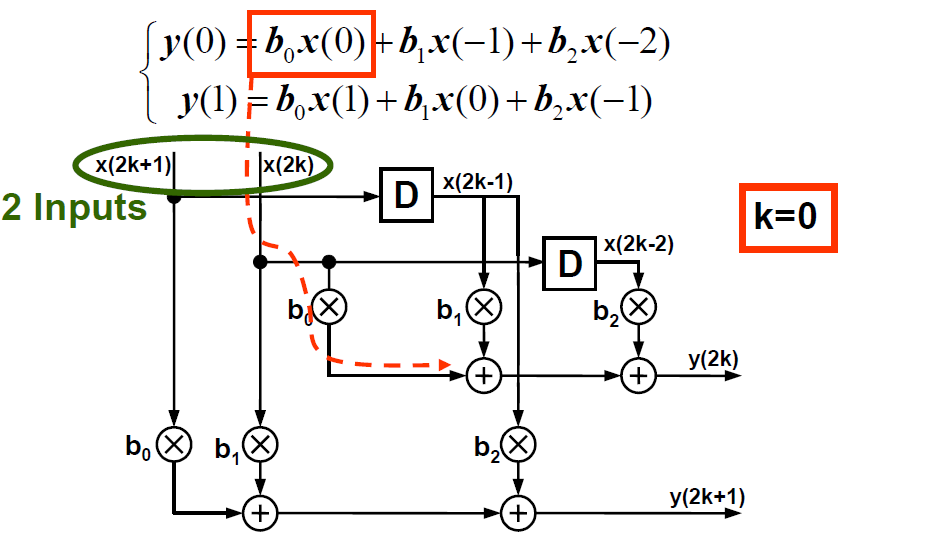 y(0) = b₀x(0) + b₁x(−1) + b₂x(−2)
y(1) = b₀x(1) + b₁x(0) + b₂x(−1)
x(2k+1) x(2k) D x(2k-1)
2 Inputs
k=0
D x(2k-2)
b₀ b₁ b₂
y(2k)
b₀ b₁ b₂
y(2k+1)